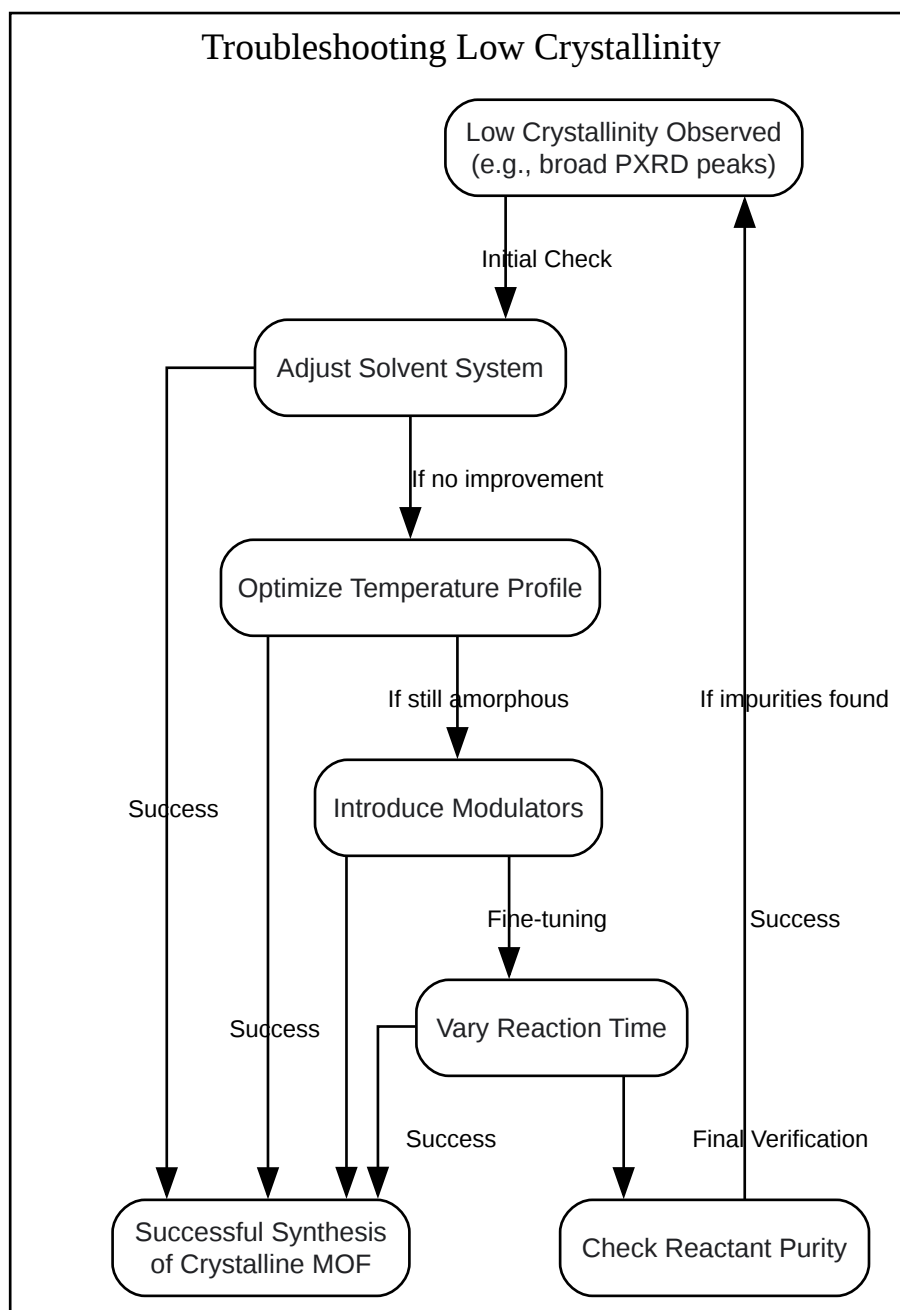 Troubleshooting Low Crystallinity
Low Crystallinity Observed
(e.g., broad PXRD peaks)
Initial Check
Adjust Solvent System
If no improvement
Optimize Temperature Profile
If still amorphous
If impurities found
Introduce Modulators
Success
Fine-tuning
Success
Vary Reaction Time
Success
Success
Final Verification
Successful Synthesis
of Crystalline MOF
Check Reactant Purity